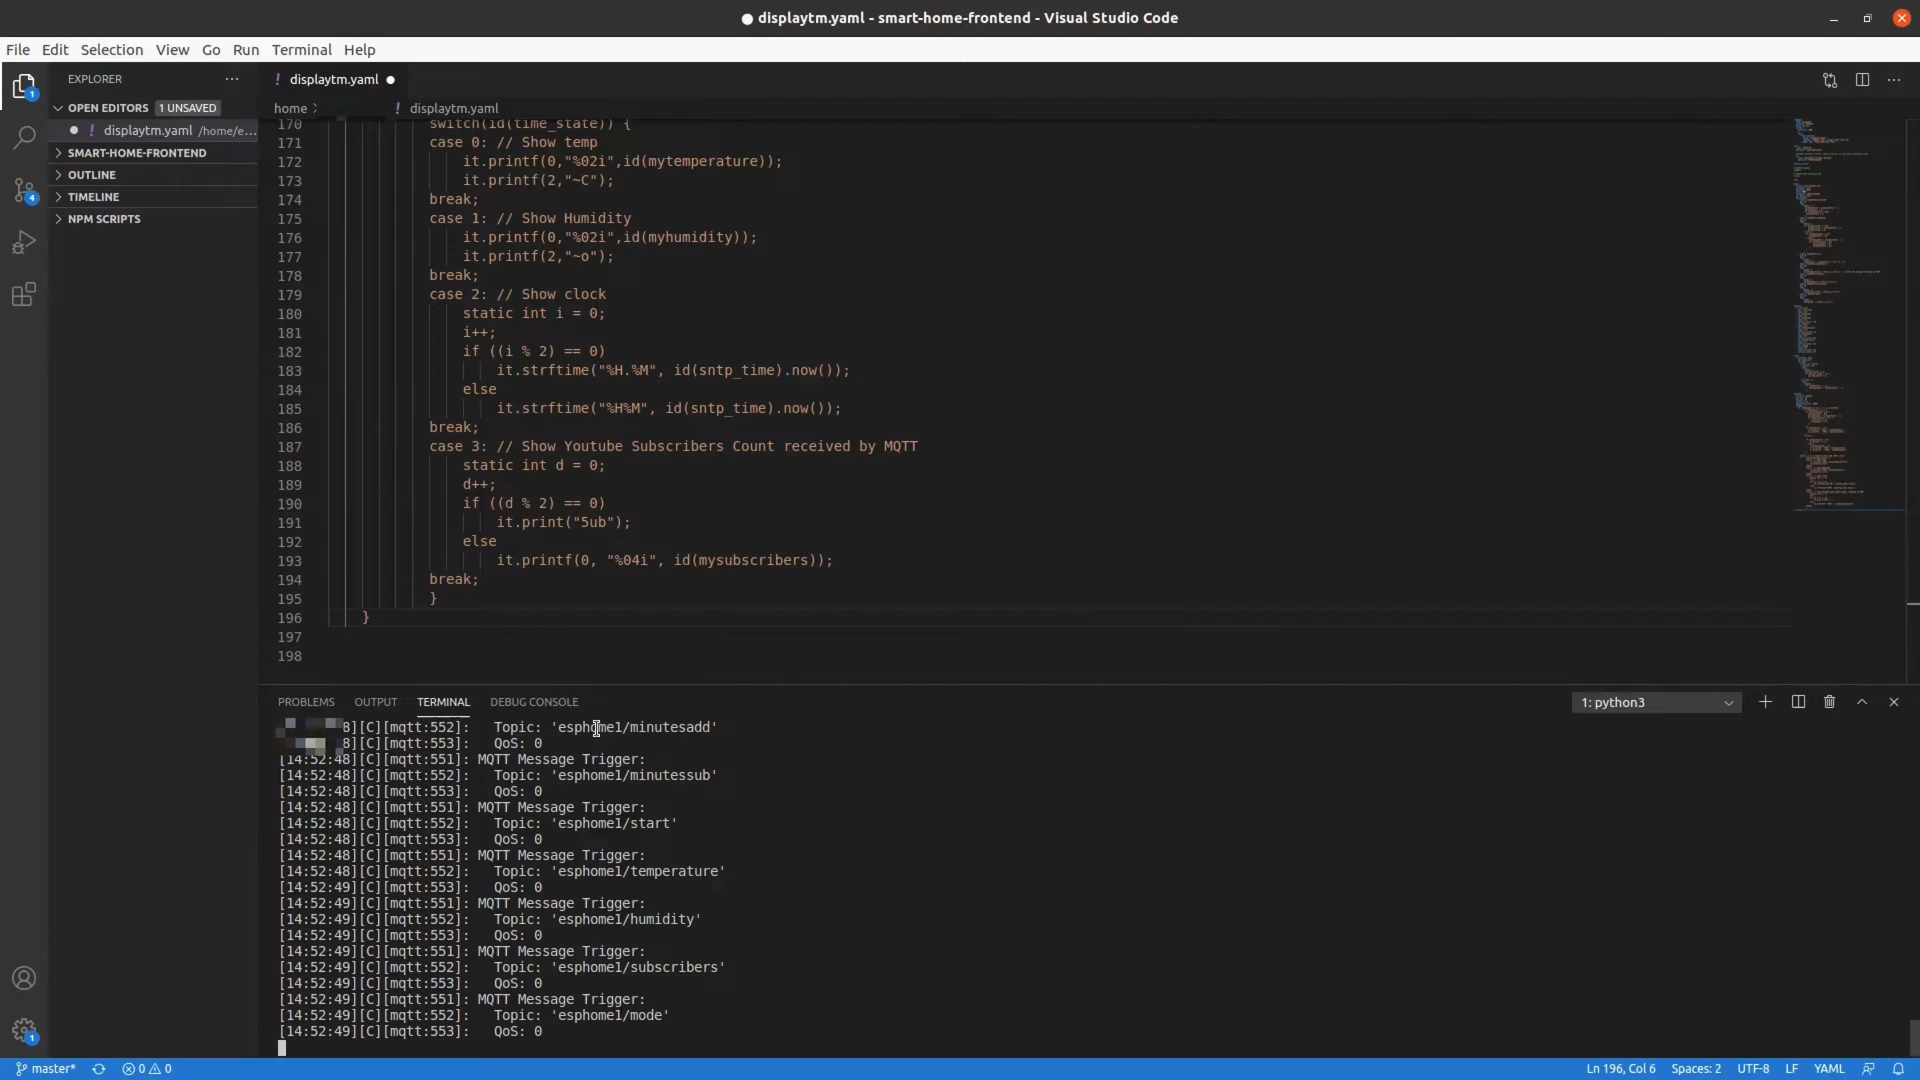 displaytm.yaml - smart-home-frontend - Visual Studio Code
File Edit Selection View Go Run Terminal Help
EXPLORER
OPEN EDITORS 1 UNSAVED
! displaytm.yaml /home/e...
SMART-HOME-FRONTEND
OUTLINE
TIMELINE
NPM SCRIPTS
1
4
1
! displaytm.yaml
home > ! displaytm.yaml
170 switch(id(time_state)) {
171 case 0: // Show temp
172 it.printf(0,"%02i",id(mytemperature));
173 it.printf(2,"~C");
174 break;
175 case 1: // Show Humidity
176 it.printf(0,"%02i",id(myhumidity));
177 it.printf(2,"~o");
178 break;
179 case 2: // Show clock
180 static int i = 0;
181 i++;
182 if ((i % 2) == 0)
183 it.strftime("%H.%M", id(sntp_time).now());
184 else
185 it.strftime("%H%M", id(sntp_time).now());
186 break;
187 case 3: // Show Youtube Subscribers Count received by MQTT
188 static int d = 0;
189 d++;
190 if ((d % 2) == 0)
191 it.print("5ub");
192 else
193 it.printf(0, "%04i", id(mysubscribers));
194 break;
195 }
196 }
197
198
PROBLEMS OUTPUT TERMINAL DEBUG CONSOLE 1: python3
8][C][mqtt:552]: Topic: 'esphome1/minutesadd'
8][C][mqtt:553]: QoS: 0
[14:52:48][C][mqtt:551]: MQTT Message Trigger:
[14:52:48][C][mqtt:552]: Topic: 'esphome1/minutessub'
[14:52:48][C][mqtt:553]: QoS: 0
[14:52:48][C][mqtt:551]: MQTT Message Trigger:
[14:52:48][C][mqtt:552]: Topic: 'esphome1/start'
[14:52:48][C][mqtt:553]: QoS: 0
[14:52:48][C][mqtt:551]: MQTT Message Trigger:
[14:52:48][C][mqtt:552]: Topic: 'esphome1/temperature'
[14:52:49][C][mqtt:553]: QoS: 0
[14:52:49][C][mqtt:551]: MQTT Message Trigger:
[14:52:49][C][mqtt:552]: Topic: 'esphome1/humidity'
[14:52:49][C][mqtt:553]: QoS: 0
[14:52:49][C][mqtt:551]: MQTT Message Trigger:
[14:52:49][C][mqtt:552]: Topic: 'esphome1/subscribers'
[14:52:49][C][mqtt:553]: QoS: 0
[14:52:49][C][mqtt:551]: MQTT Message Trigger:
[14:52:49][C][mqtt:552]: Topic: 'esphome1/mode'
[14:52:49][C][mqtt:553]: QoS: 0
master* 0 0 Ln 196, Col 6 Spaces: 2 UTF-8 LF YAML